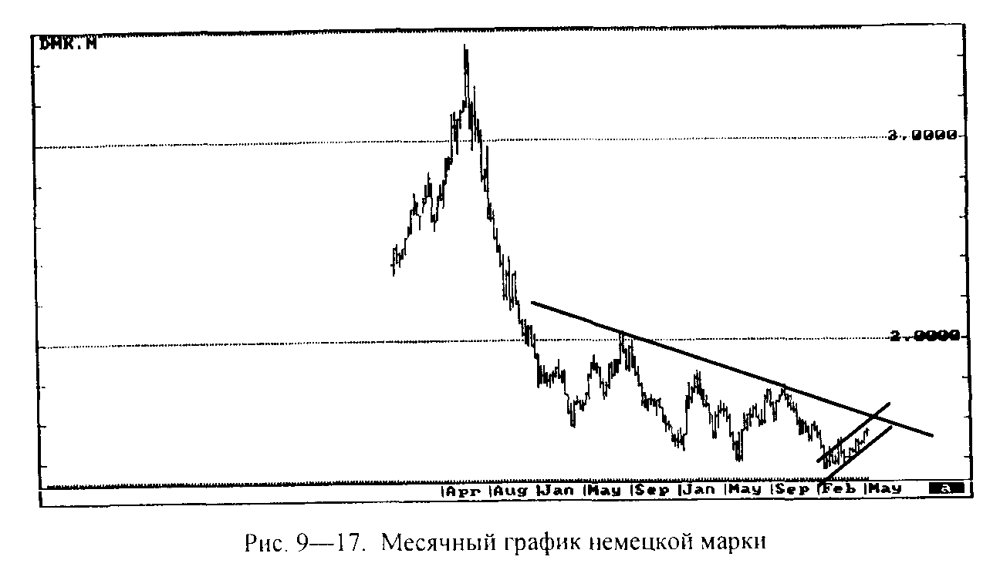 DMK.M
3.0000
2.0000
|Apr |Aug |Jan |May |Sep |Jan |May |Sep |Feb |May a
Рис. 9—17. Месячный график немецкой марки